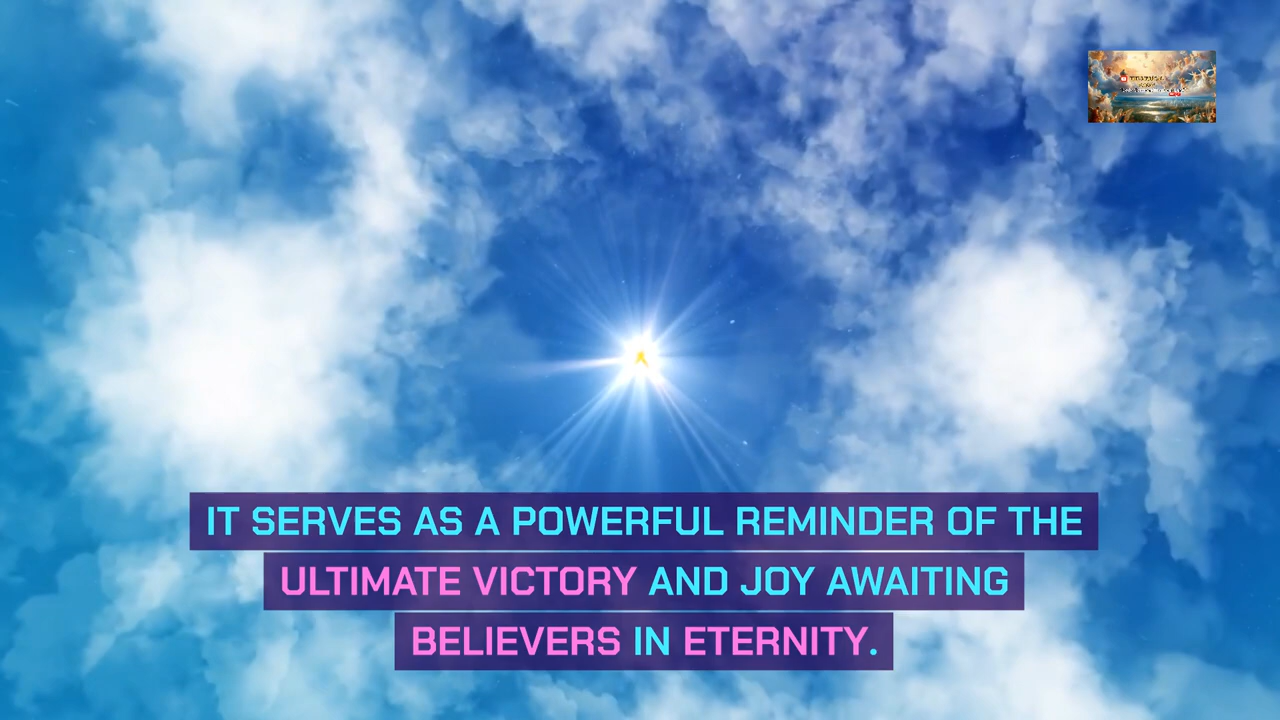 IT SERVES AS A POWERFUL REMINDER OF THE
ULTIMATE VICTORY AND JOY AWAITING
BELIEVERS IN ETERNITY.